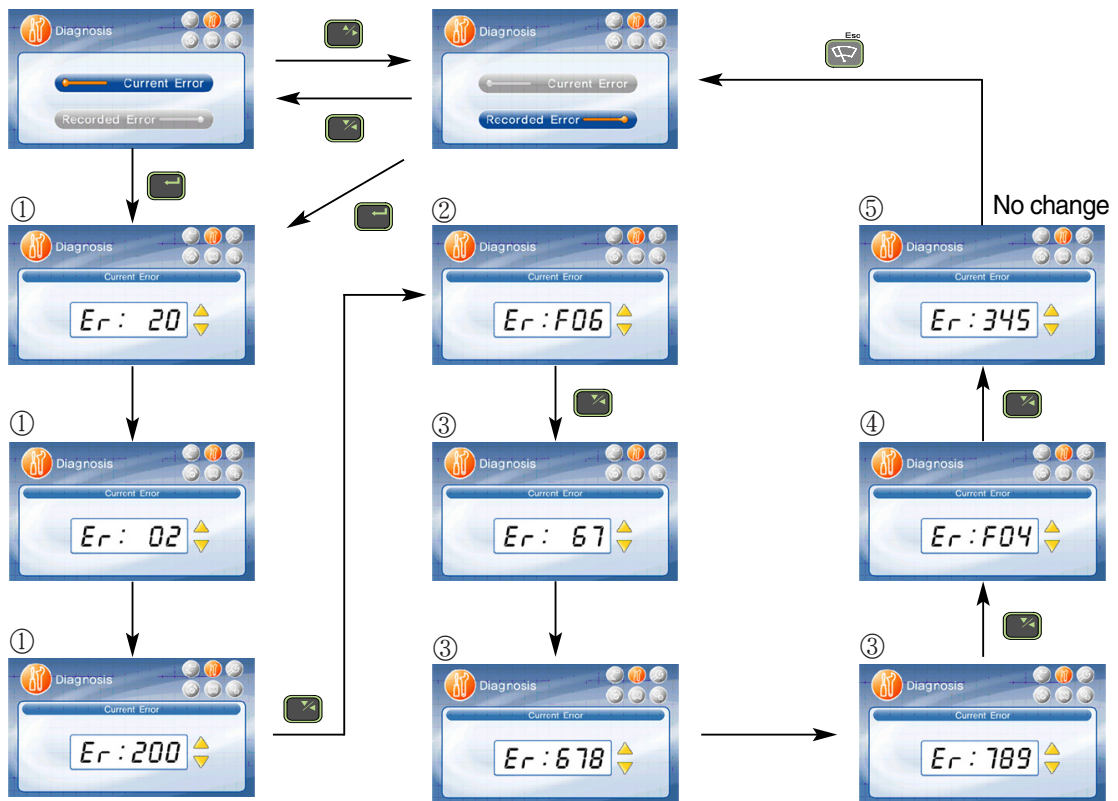 Diagnosis
Current Error
Recorded Error
Diagnosis
Current Error
Recorded Error
Esc
①
Diagnosis
Current Error
Er: 20
②
Diagnosis
Current Error
Er:F06
⑤
No change
Diagnosis
Current Error
Er:345
①
Diagnosis
Current Error
Er: 02
③
Diagnosis
Current Error
Er: 67
④
Diagnosis
Current Error
Er:F04
①
Diagnosis
Current Error
Er:200
③
Diagnosis
Current Error
Er:678
③
Diagnosis
Current Error
Er:789